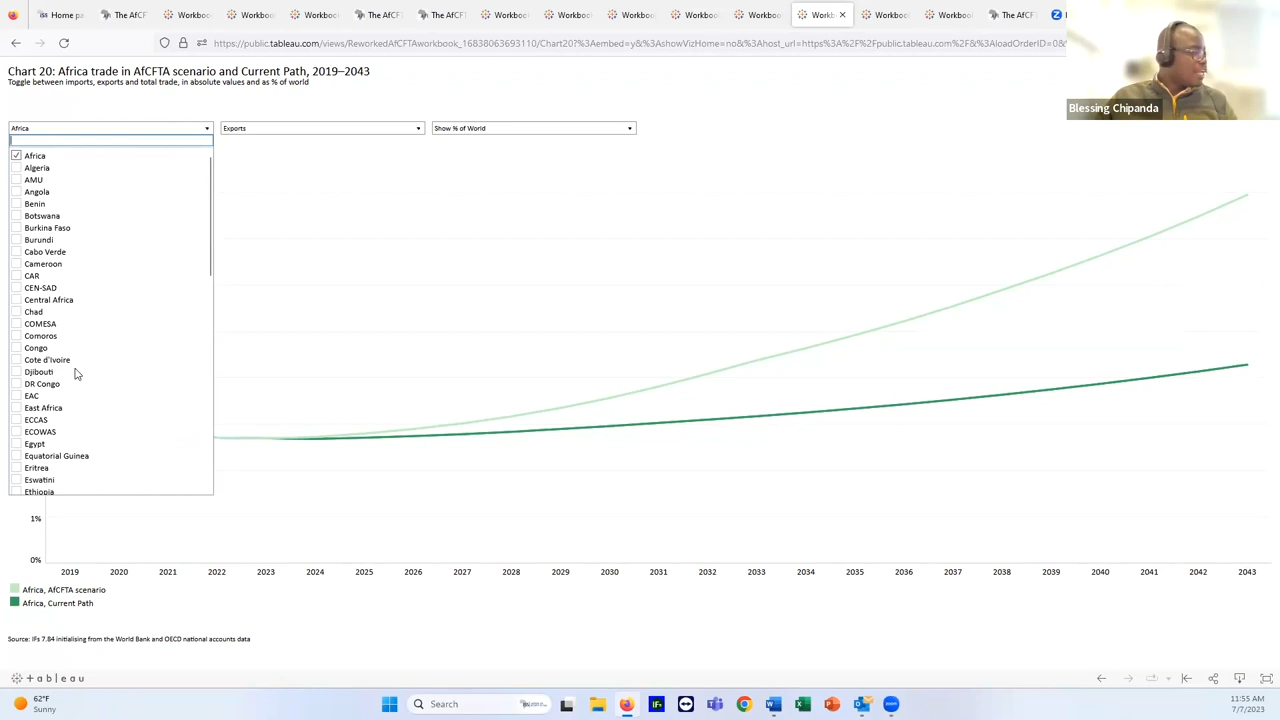 Home pa
The AfCT
Workboo
Workboo
The AfCFT
The AfCFT
Workboo
Workboo
Workboo
Workboo
Workboo
Workb
Workboo
Workboo
The AfCFT
https://public.tableau.com/views/ReworkedAfCFTAworkbook_16838063693110/Chart20?%3Aembed=y&%3AshowVizHome=no&%3Ahost_url=https%3A%2F%2Fpublic.tableau.com%2F&%3AloadOrderID=0&
Blessing Chipanda
Chart 20: Africa trade in AfCFTA scenario and Current Path, 2019–2043
Toggle between imports, exports and total trade, in absolute values and as % of world
Africa
Exports
Show % of World
Africa
Algeria
AMU
Angola
Benin
Botswana
Burkina Faso
Burundi
Cabo Verde
Cameroon
CAR
CEN-SAD
Central Africa
Chad
COMESA
Comoros
Congo
Cote d'Ivoire
Djibouti
DR Congo
EAC
East Africa
ECCAS
ECOWAS
Egypt
Equatorial Guinea
Eritrea
Eswatini
Ethiopia
1%
0%
2019 2020 2021 2022 2023 2024 2025 2026 2027 2028 2029 2030 2031 2032 2033 2034 2035 2036 2037 2038 2039 2040 2041 2042 2043
Africa, AfCFTA scenario
Africa, Current Path
Source: IFs 7.84 initialising from the World Bank and OECD national accounts data
+ a b l e a u
62°F
Sunny
Search
IFs
11:55 AM
7/7/2023